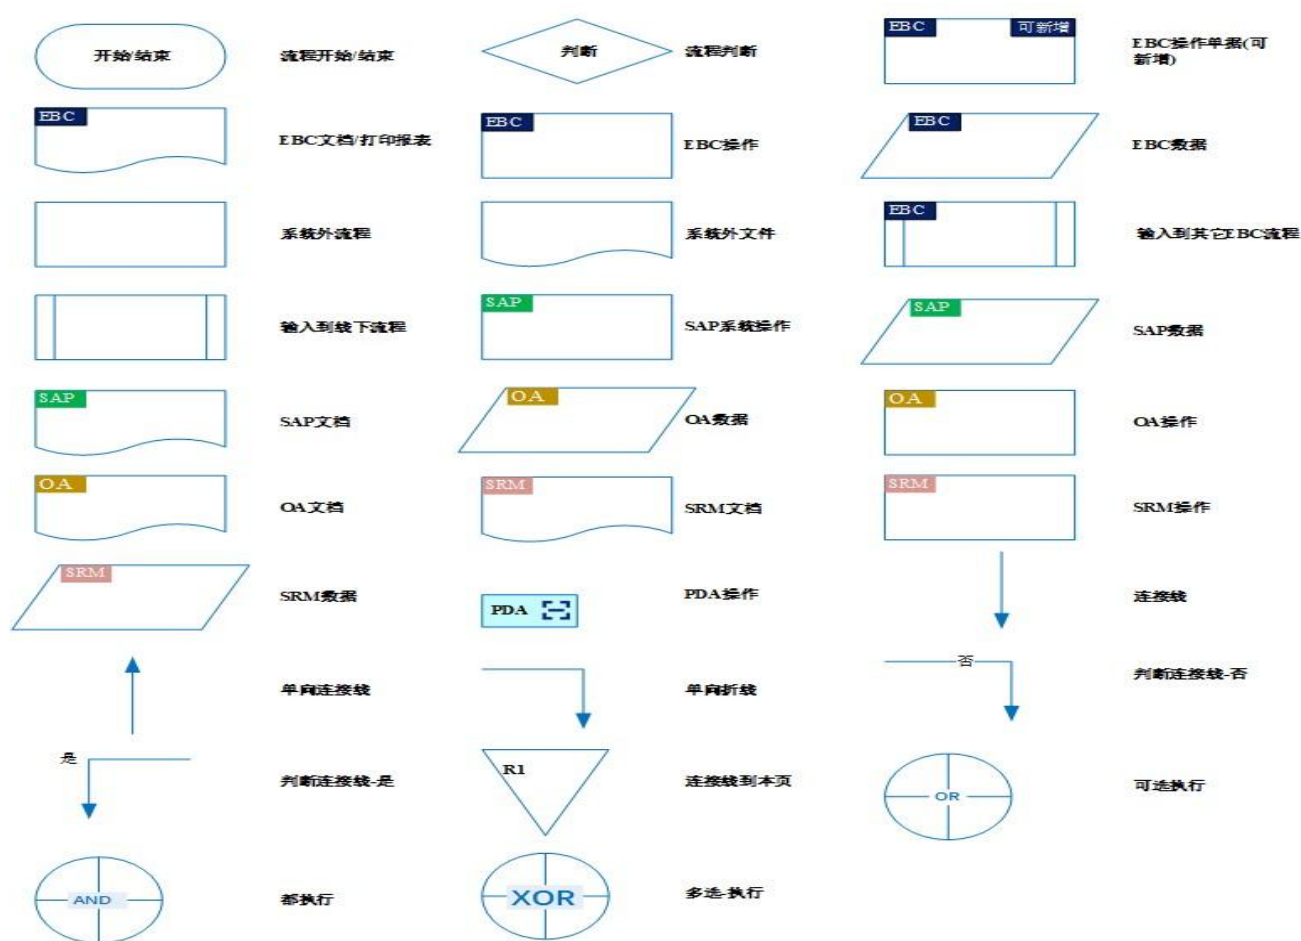 开始/结束
流程开始/结束
判断
流程判断
EBC 可新增
EBC操作单据(可
新增)
EBC
EBC文档/打印报表
EBC
EBC操作
EBC
EBC数据
系统外流程
系统外文件
EBC
输入到其它EBC流程
输入到线下流程
SAP
SAP系统操作
SAP
SAP数据
SAP
SAP文档
OA
OA数据
OA
OA操作
OA
OA文档
SRM
SRM文档
SRM
SRM操作
SRM
SRM数据
PDA
PDA操作
连接线
单向连接线
单向折线
否
判断连接线-否
是
判断连接线-是
R1
连接线到本页
OR
可选执行
AND
都执行
XOR
多选-执行